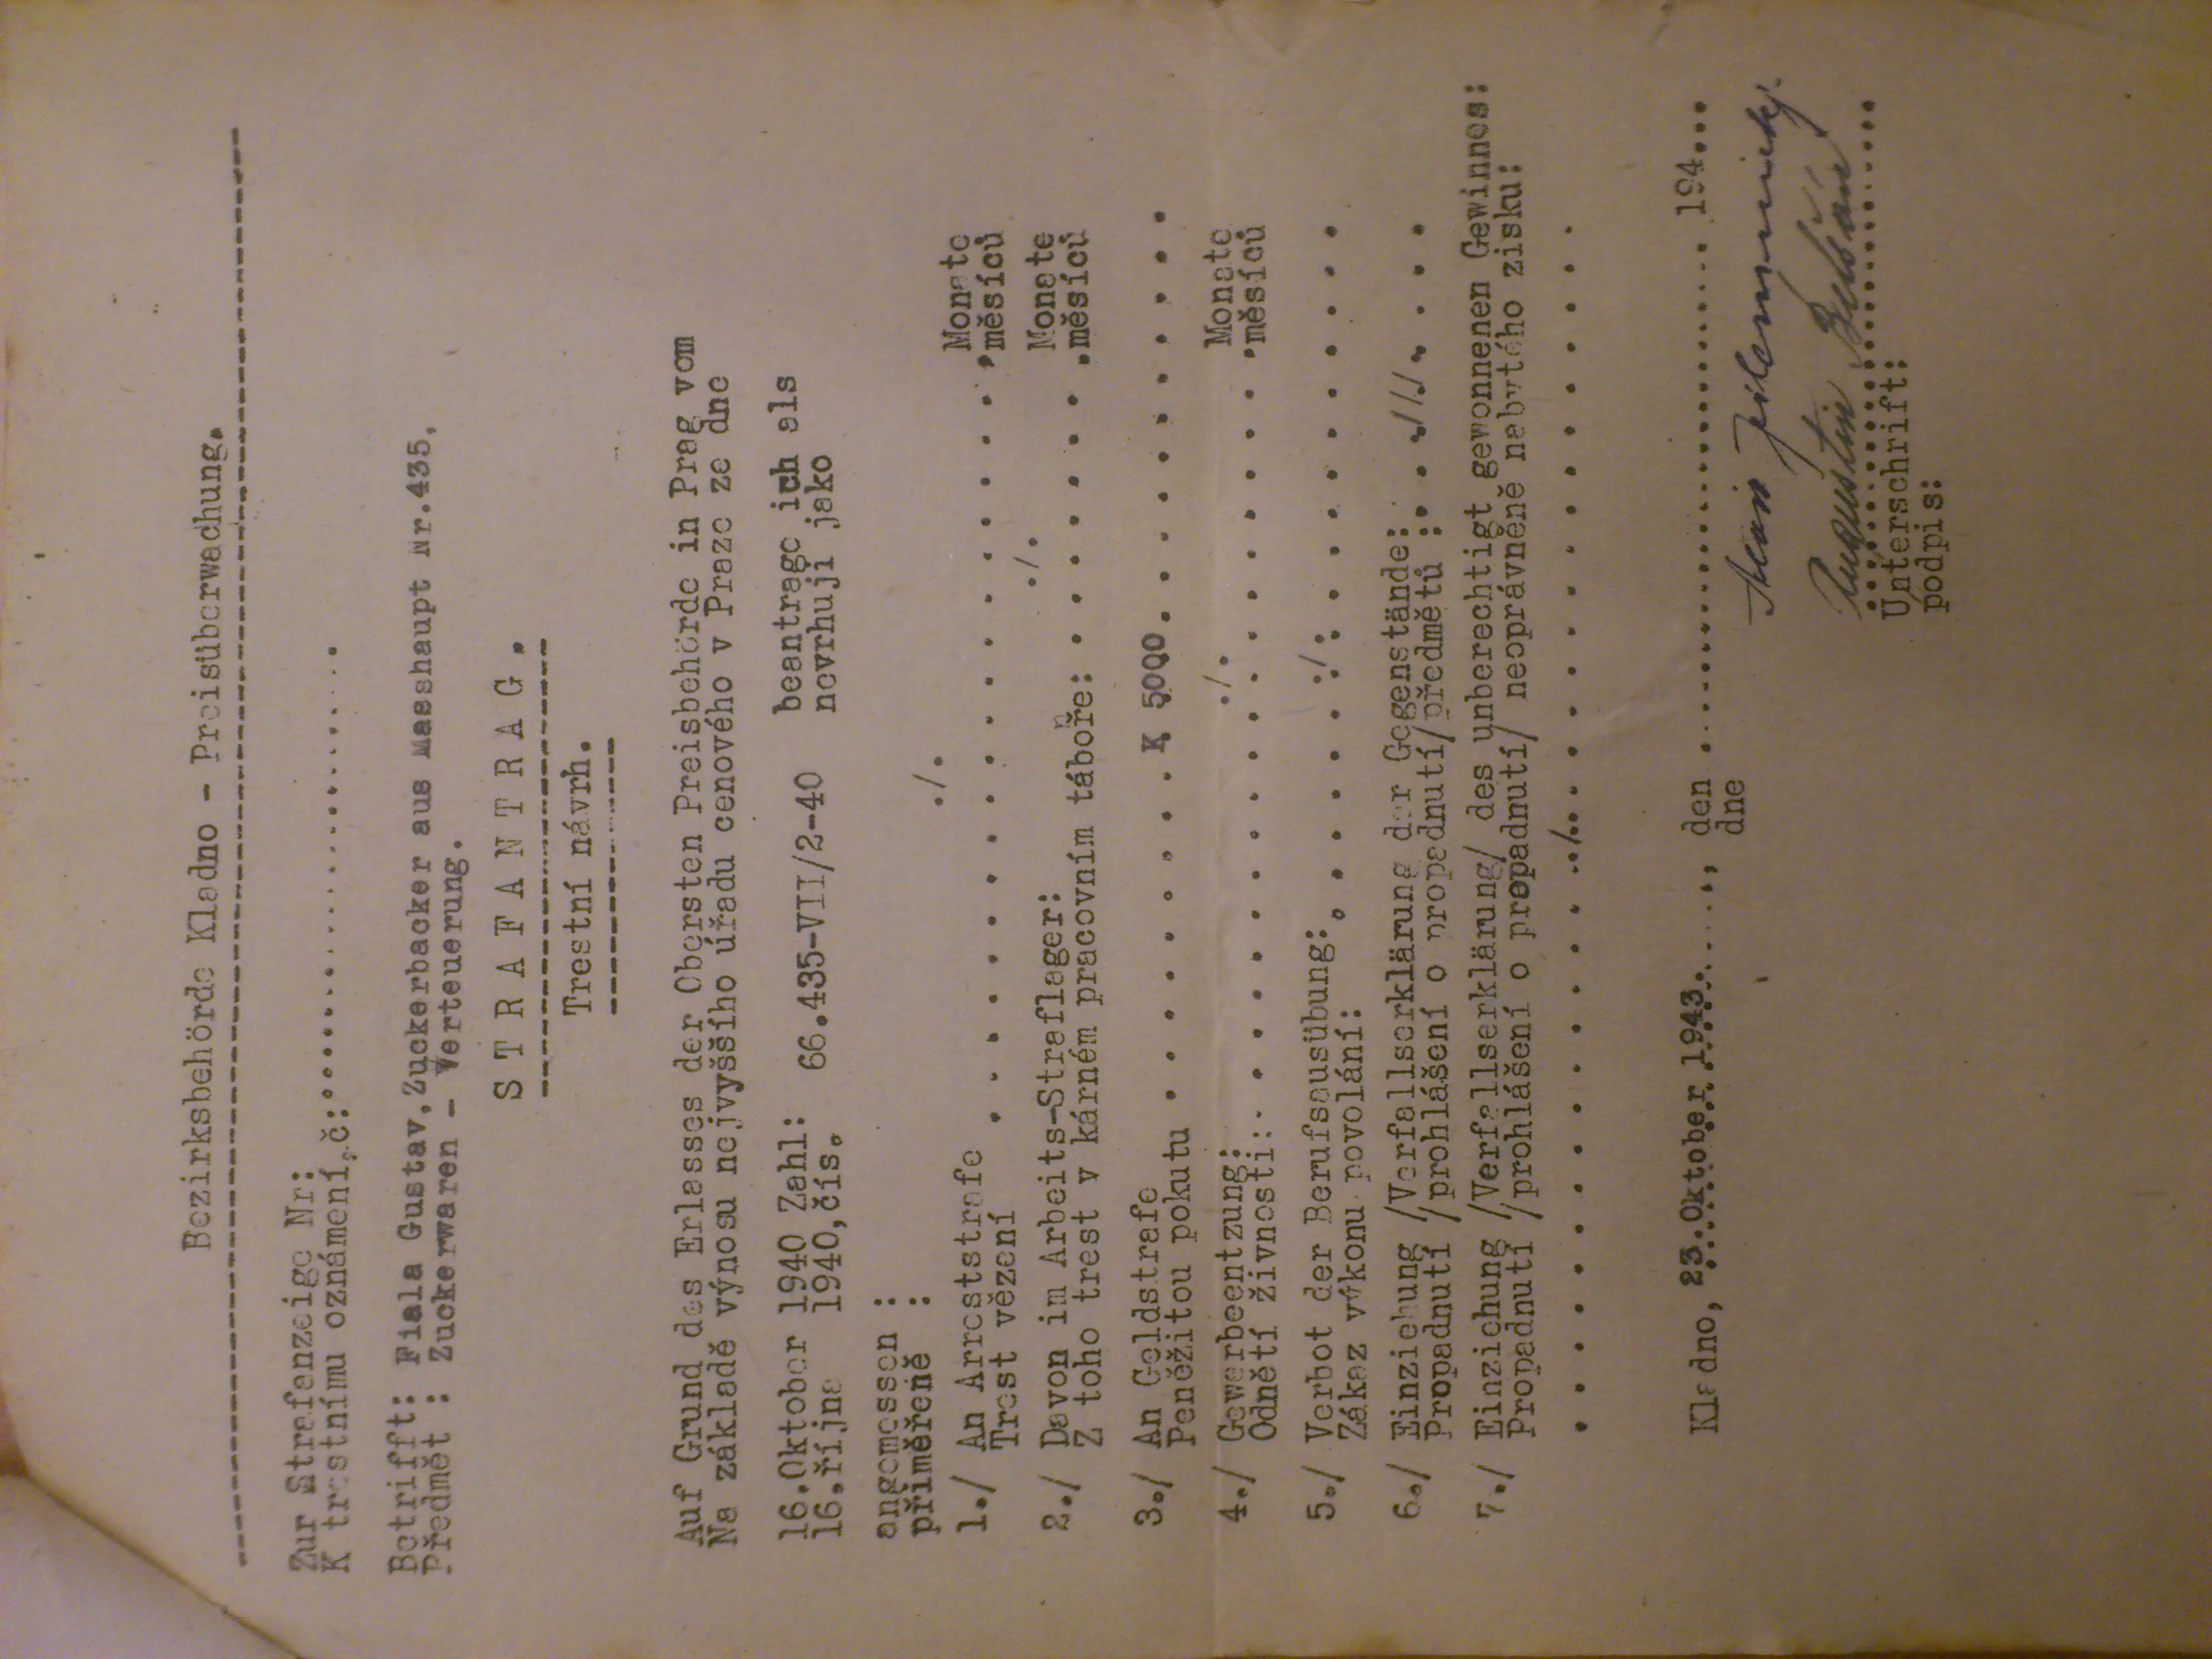 Bezirksbehörde Kladno - Preisüberwachung.
Zur Strafanzeige Nr:
K trestnímu oznámení,č:........................
Betrifft: Fiala Gustav, Zuckerbacker aus Masshaupt Nr.435,
Předmět : Zuckerwaren - Verteuerung.
STRAFANTRAG.
Trestní návrh.
Auf Grund des Erlasses der Obersten Preisbehörde in Prag vom
Na základě výnosu nejvyššího úřadu cenového v Praze ze dne
16.Oktober 1940 Zahl: 66.435-VII/2-40 beantrage ich als
16.října 1940,čís. navrhuji jako
angemessen :
přiměřeně :
1./ An Arreststrafe ./. Monate
Trest vězení . . . . . . . . . . . . . . . . . . . . měsíců
2./ Davon im Arbeits-Straflager: ./. Monate
Z toho trest v kárném pracovním táboře: . . . . . . . . měsíců
3./ An Geldstrafe
Peněžitou pokutu . . . . . . . . . K 5000. . . . . . . . . . .
4./ Gewerbeentzung: ./. Monate
Odnětí živnosti: . . . . . . . . . . . . . . . . . . . . měsíců
5./ Verbot der Berufsausübung: . . . . . . ./. . . . . . . . . . .
Zákaz výkonu povolání:
6./ Einziehung /Verfallserklärung der Gegenstände:
Propadnutí /prohlášení o propadnutí/předmětů : . . ./././. . . . .
7./ Einziehung /Verfallserklärung/ des unberechtigt gewonnenen Gewinnes:
Propadnutí /prohlášení o propadnutí/ neoprávněně nabytého zisku:
. . . . . . . . . . . . . . ../... . . . . . . . . . . . . . .
Kladno, 23.Oktober 1943. ....., den .......................... 194...
dne
Alois Jilemnický.
Augustin Belšán
Unterschrift:
podpis: